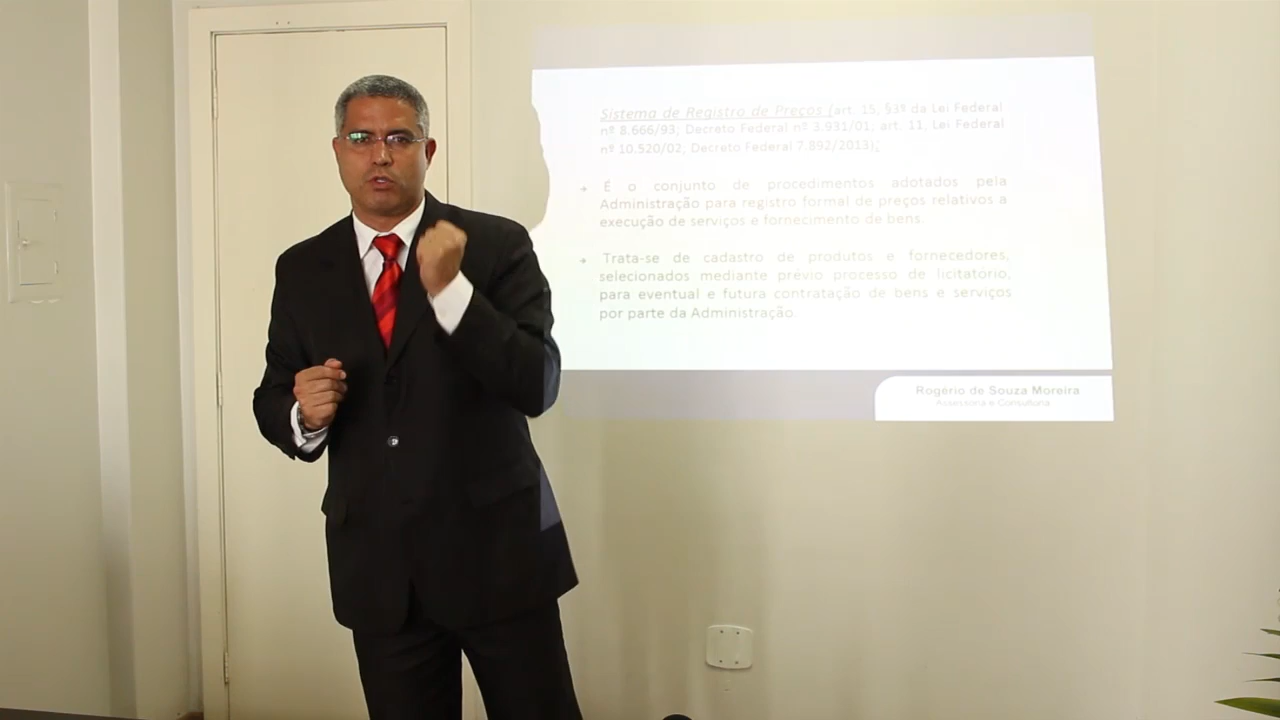 Sistema de Registro de Preços (art. 15, §3º da Lei Federal
nº 8.666/93; Decreto Federal nº 3.931/01, art. 11, Lei Federal
nº 10.520/02; Decreto Federal 7.892/2013);
→ É o conjunto de procedimentos adotados pela
Administração para registro formal de preços relativos a
execução de serviços e fornecimento de bens.
→ Trata-se de cadastro de produtos e fornecedores,
selecionados mediante prévio processo de licitatório,
para eventual e futura contratação de bens e serviços
por parte da Administração.
Rogério de Souza Moreira
Assessoria e Consultoria